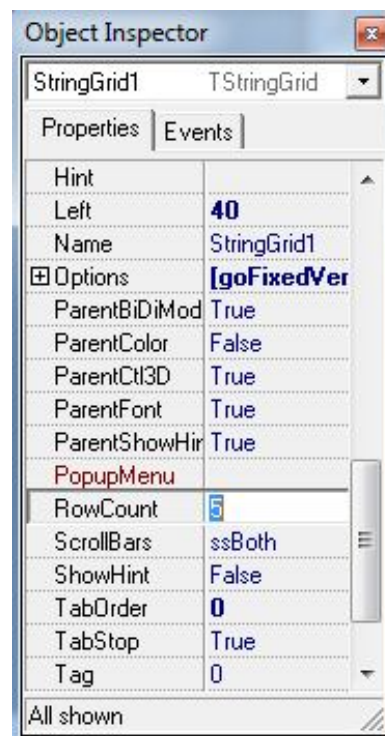 Object Inspector
StringGrid1 TStringGrid
Properties Events
Hint
Left 40
Name StringGrid1
Options [goFixedVer
ParentBiDiMod True
ParentColor False
ParentCtl3D True
ParentFont True
ParentShowHir True
PopupMenu
RowCount 5
ScrollBars ssBoth
ShowHint False
TabOrder 0
TabStop True
Tag 0
All shown